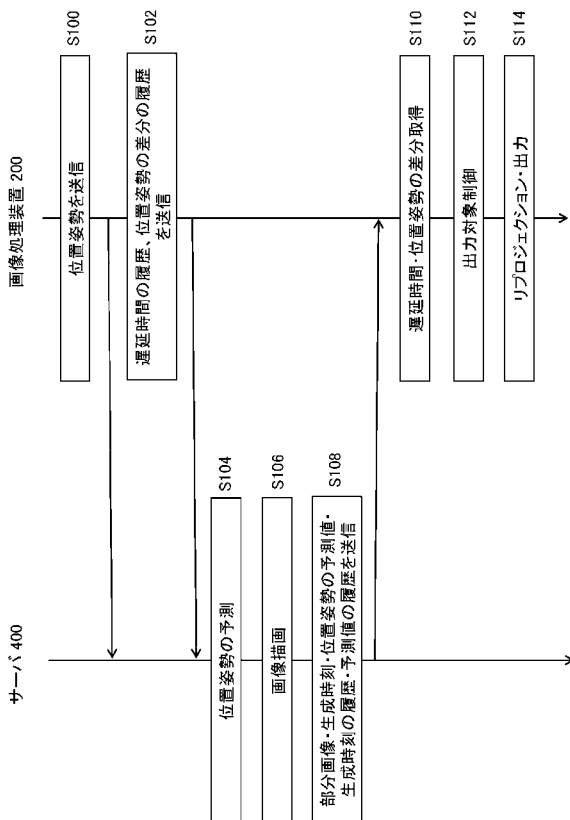 サーバ 400
画像処理装置 200
位置姿勢を送信
S100
遅延時間の履歴、位置姿勢の差分の履歴
を送信
S102
位置姿勢の予測
S104
画像描画
S106
部分画像・生成時刻・位置姿勢の予測値・
生成時刻の履歴・予測値の履歴を送信
S108
遅延時間・位置姿勢の差分取得
S110
出力対象制御
S112
リプロジェクション・出力
S114